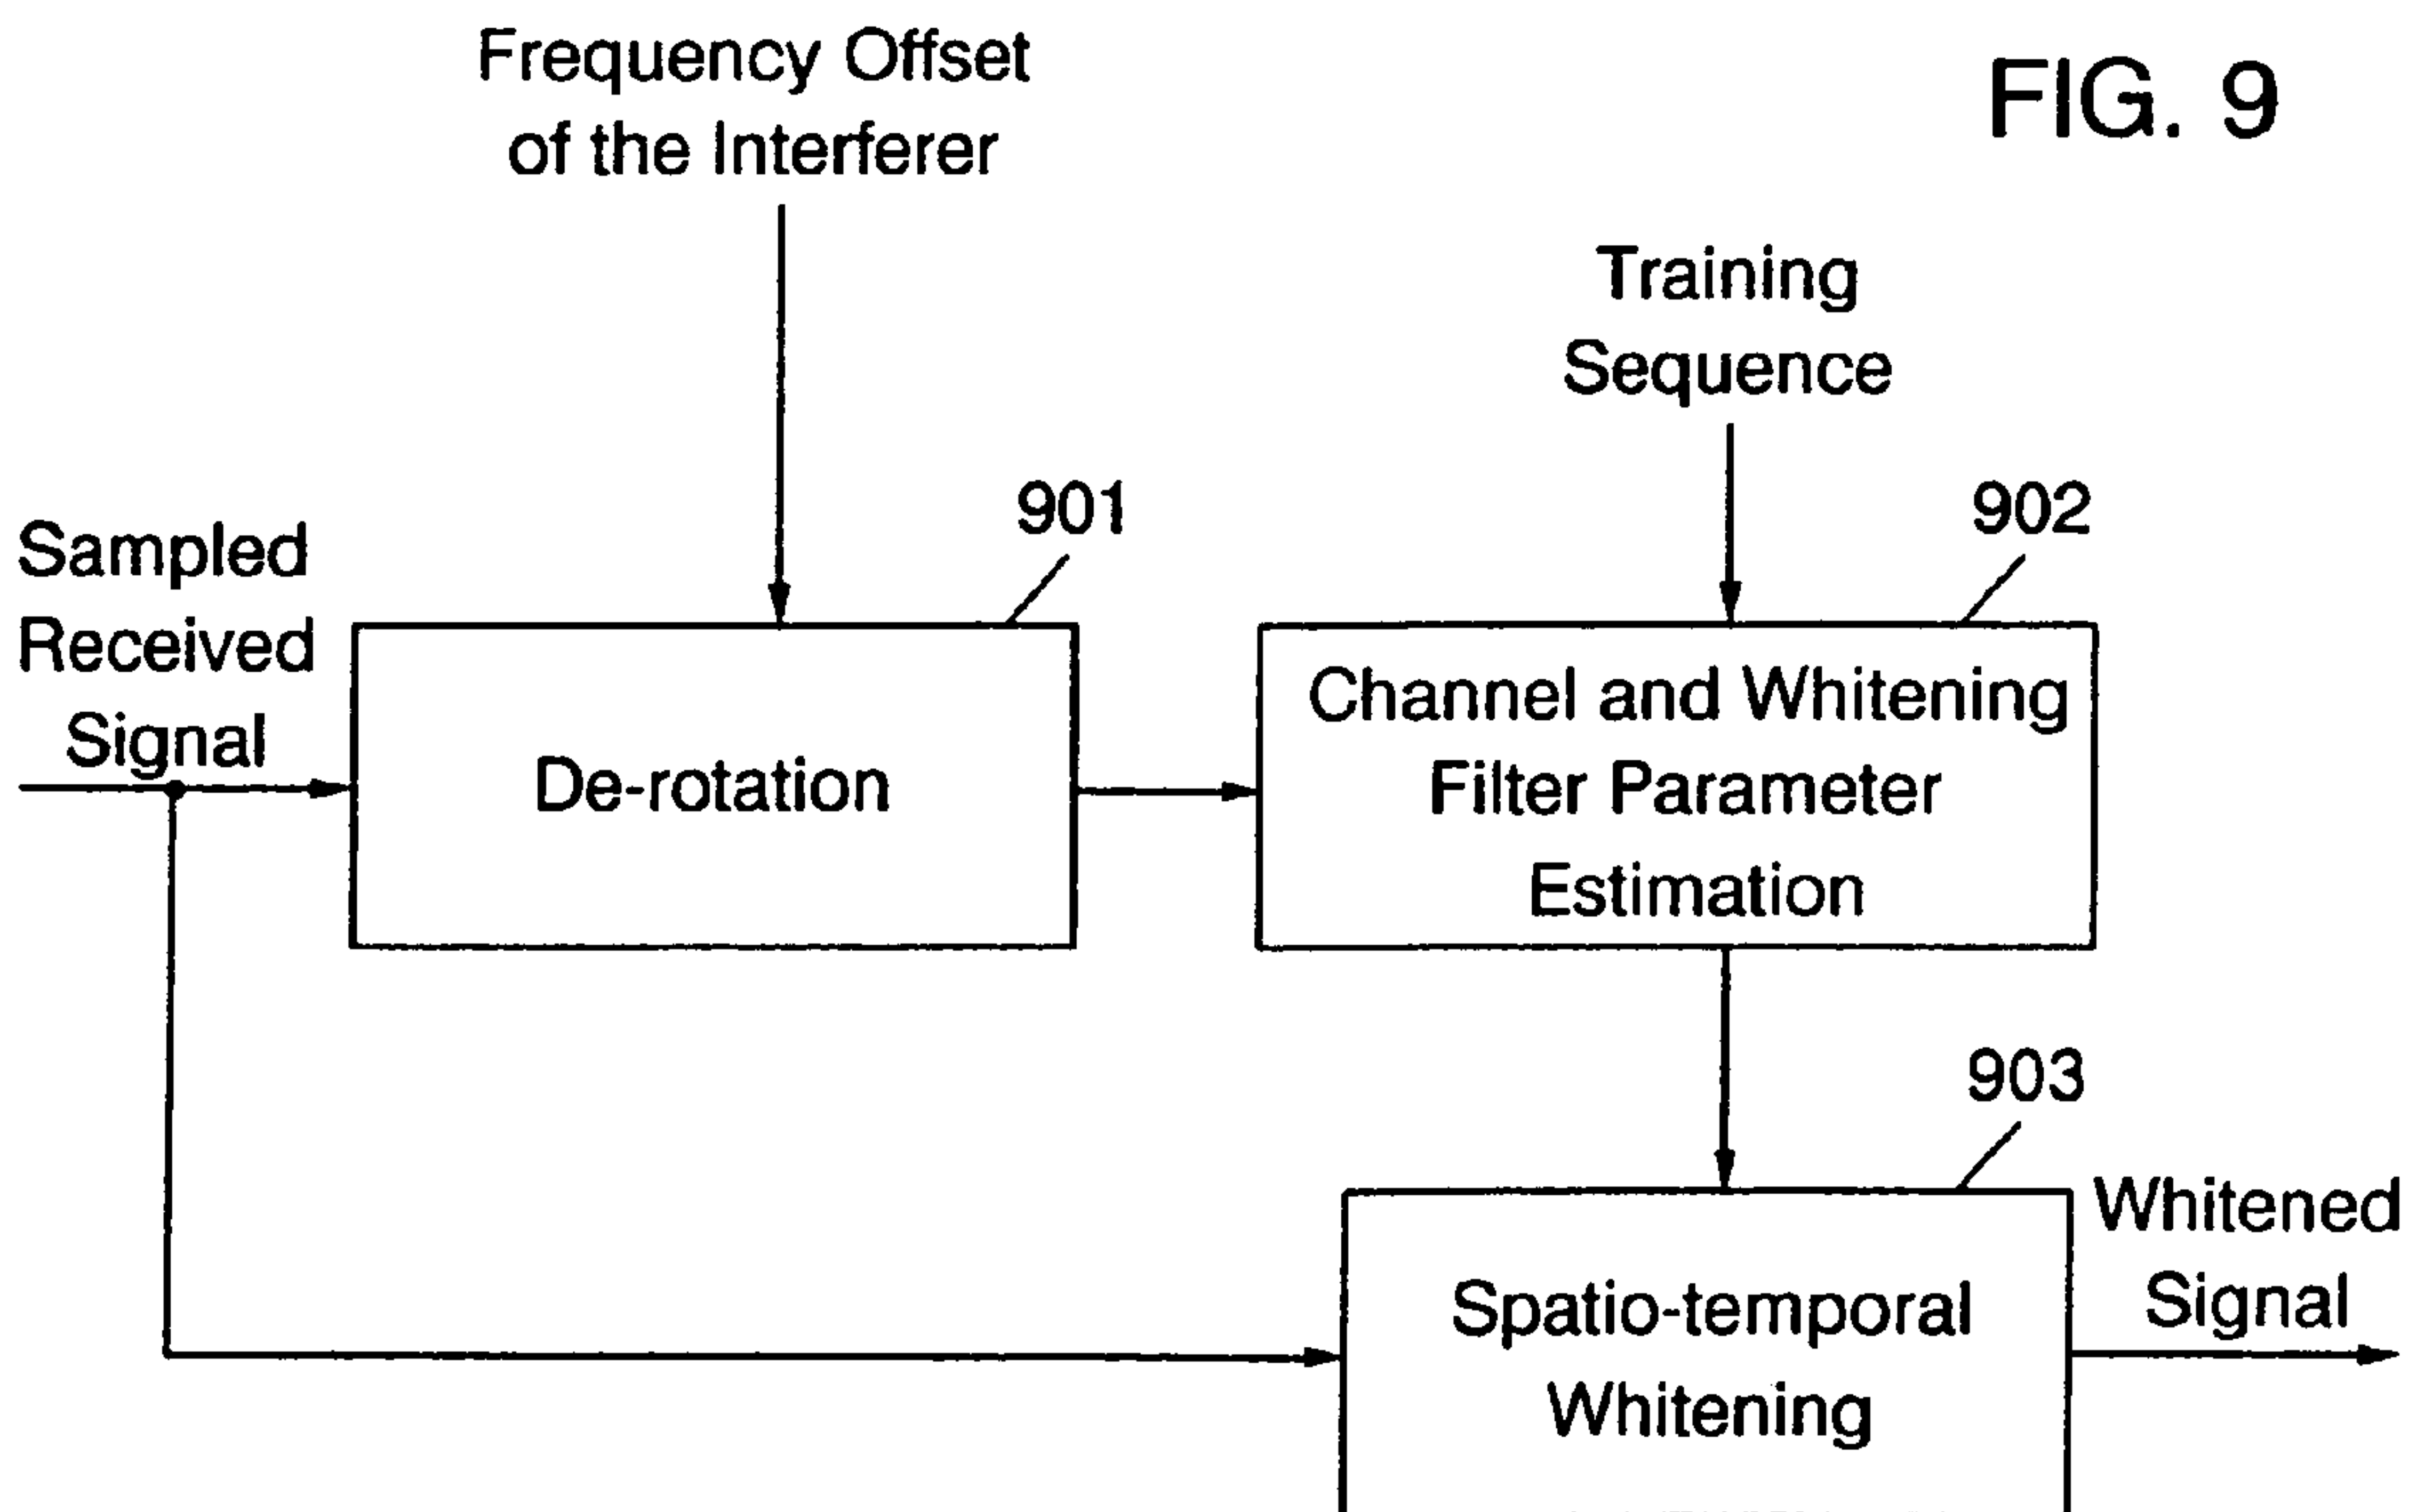 Frequency Offset
of the Interferer
FIG. 9
Training
Sequence
901
902
Sampled
Received
Signal
De-rotation
Channel and Whitening
Filter Parameter
Estimation
903
Whitened
Signal
Spatio-temporal
Whitening